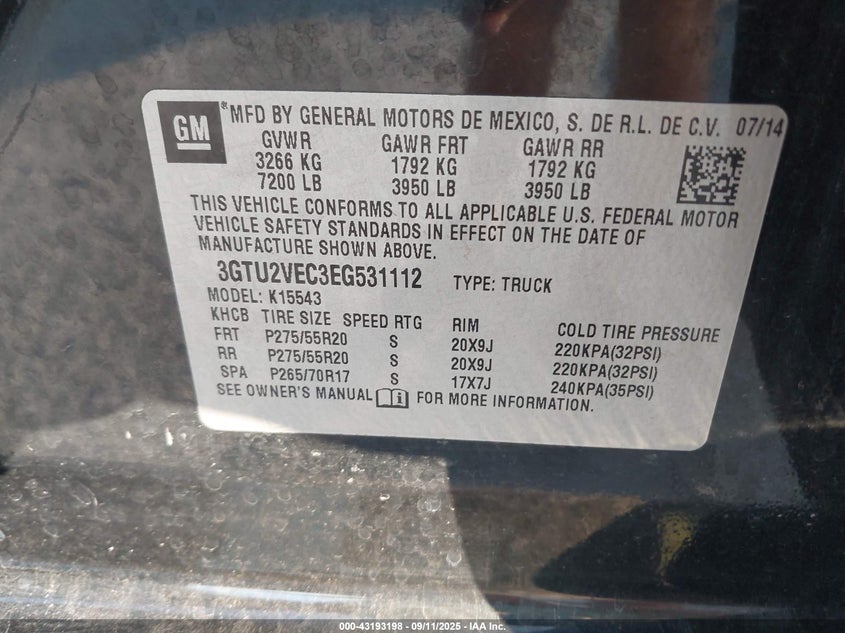 GM *MFD BY GENERAL MOTORS DE MEXICO, S. DE R.L. DE C.V. 07/14
GVWR GAWR FRT GAWR RR
3266 KG 1792 KG 1792 KG
7200 LB 3950 LB 3950 LB
THIS VEHICLE CONFORMS TO ALL APPLICABLE U.S. FEDERAL MOTOR
VEHICLE SAFETY STANDARDS IN EFFECT ON THE DATE OF
MANUFACTURE SHOWN ABOVE.
3GTU2VEC3EG531112 TYPE: TRUCK
MODEL: K15543
KHCB TIRE SIZE SPEED RTG RIM COLD TIRE PRESSURE
FRT P275/55R20 S 20X9J 220KPA(32PSI)
RR P275/55R20 S 20X9J 220KPA(32PSI)
SPA P265/70R17 S 17X7J 240KPA(35PSI)
SEE OWNER'S MANUAL i FOR MORE INFORMATION.
000-43193198 - 09/11/2025 - IAA Inc.